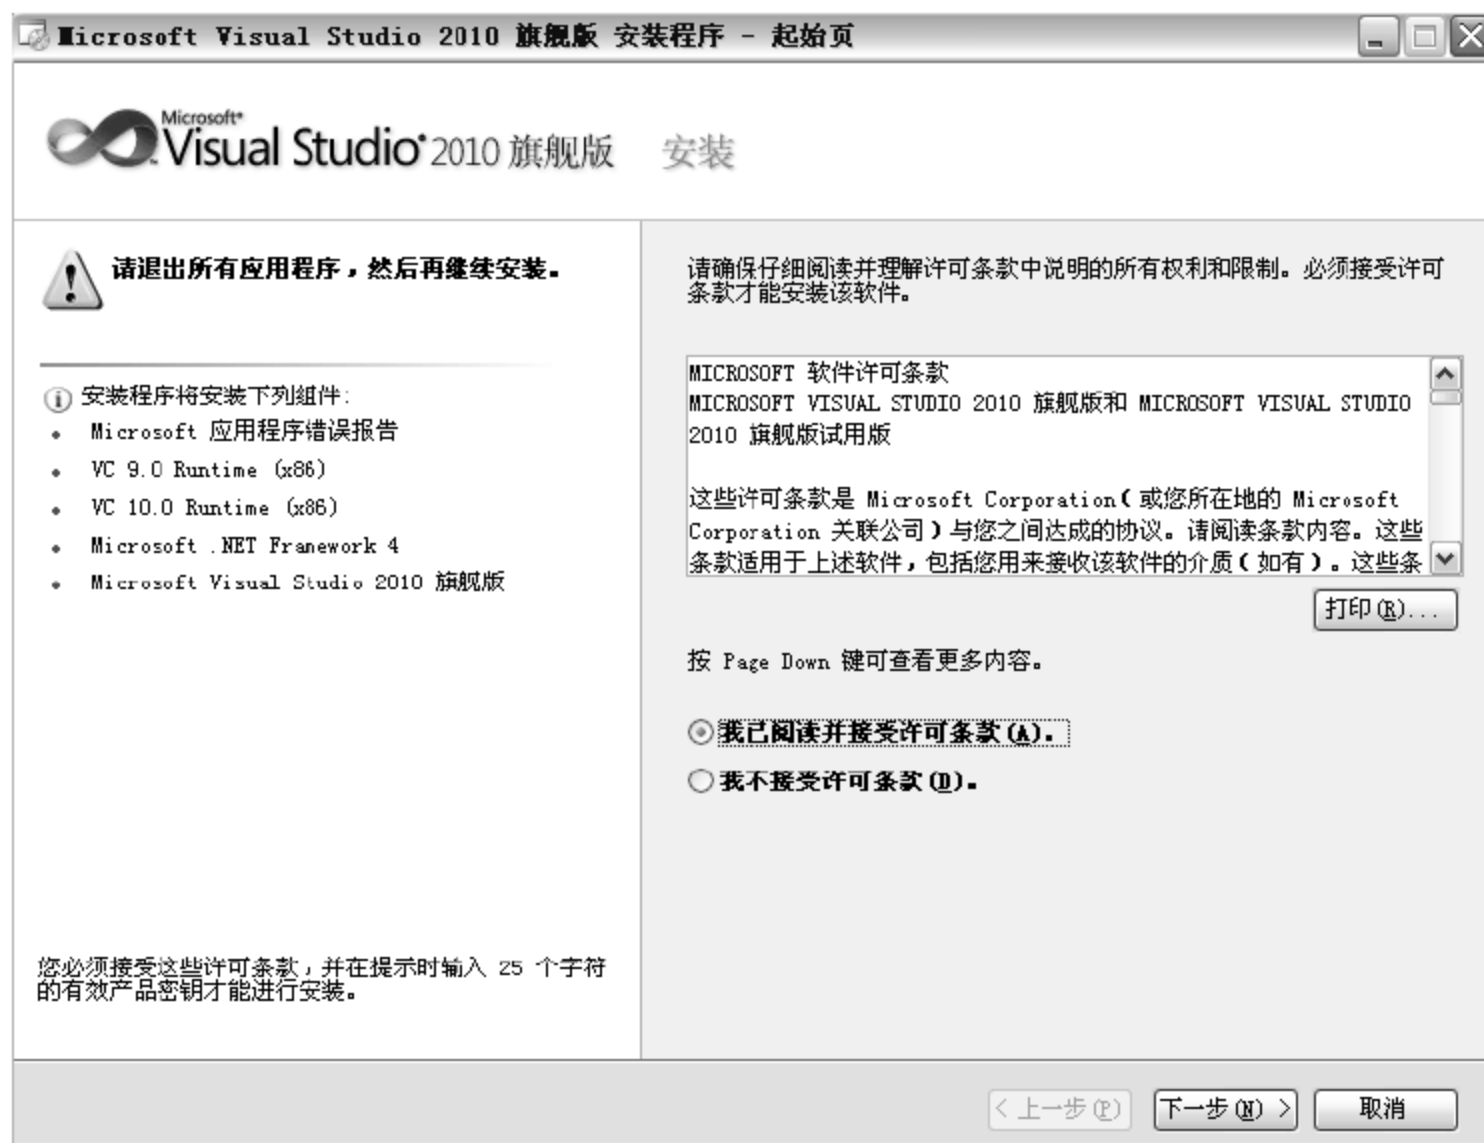 Microsoft Visual Studio 2010 旗舰版 安装程序 - 起始页
Microsoft
Visual Studio 2010 旗舰版 安装
请退出所有应用程序，然后再继续安装。
安装程序将安装下列组件:
Microsoft 应用程序错误报告
VC 9.0 Runtime (x86)
VC 10.0 Runtime (x86)
Microsoft .NET Framework 4
Microsoft Visual Studio 2010 旗舰版
您必须接受这些许可条款，并在提示时输入 25 个字符
的有效产品密钥才能进行安装。
请确保仔细阅读并理解许可条款中说明的所有权利和限制。必须接受许可
条款才能安装该软件。
MICROSOFT 软件许可条款
MICROSOFT VISUAL STUDIO 2010 旗舰版和 MICROSOFT VISUAL STUDIO
2010 旗舰版试用版
这些许可条款是 Microsoft Corporation（或您所在地的 Microsoft
Corporation 关联公司）与您之间达成的协议。请阅读条款内容。这些
条款适用于上述软件，包括您用来接收该软件的介质（如有）。这些条
打印(R)...
按 Page Down 键可查看更多内容。
我已阅读并接受许可条款(A)。
我不接受许可条款(D)。
< 上一步(P)
下一步(N) >
取消